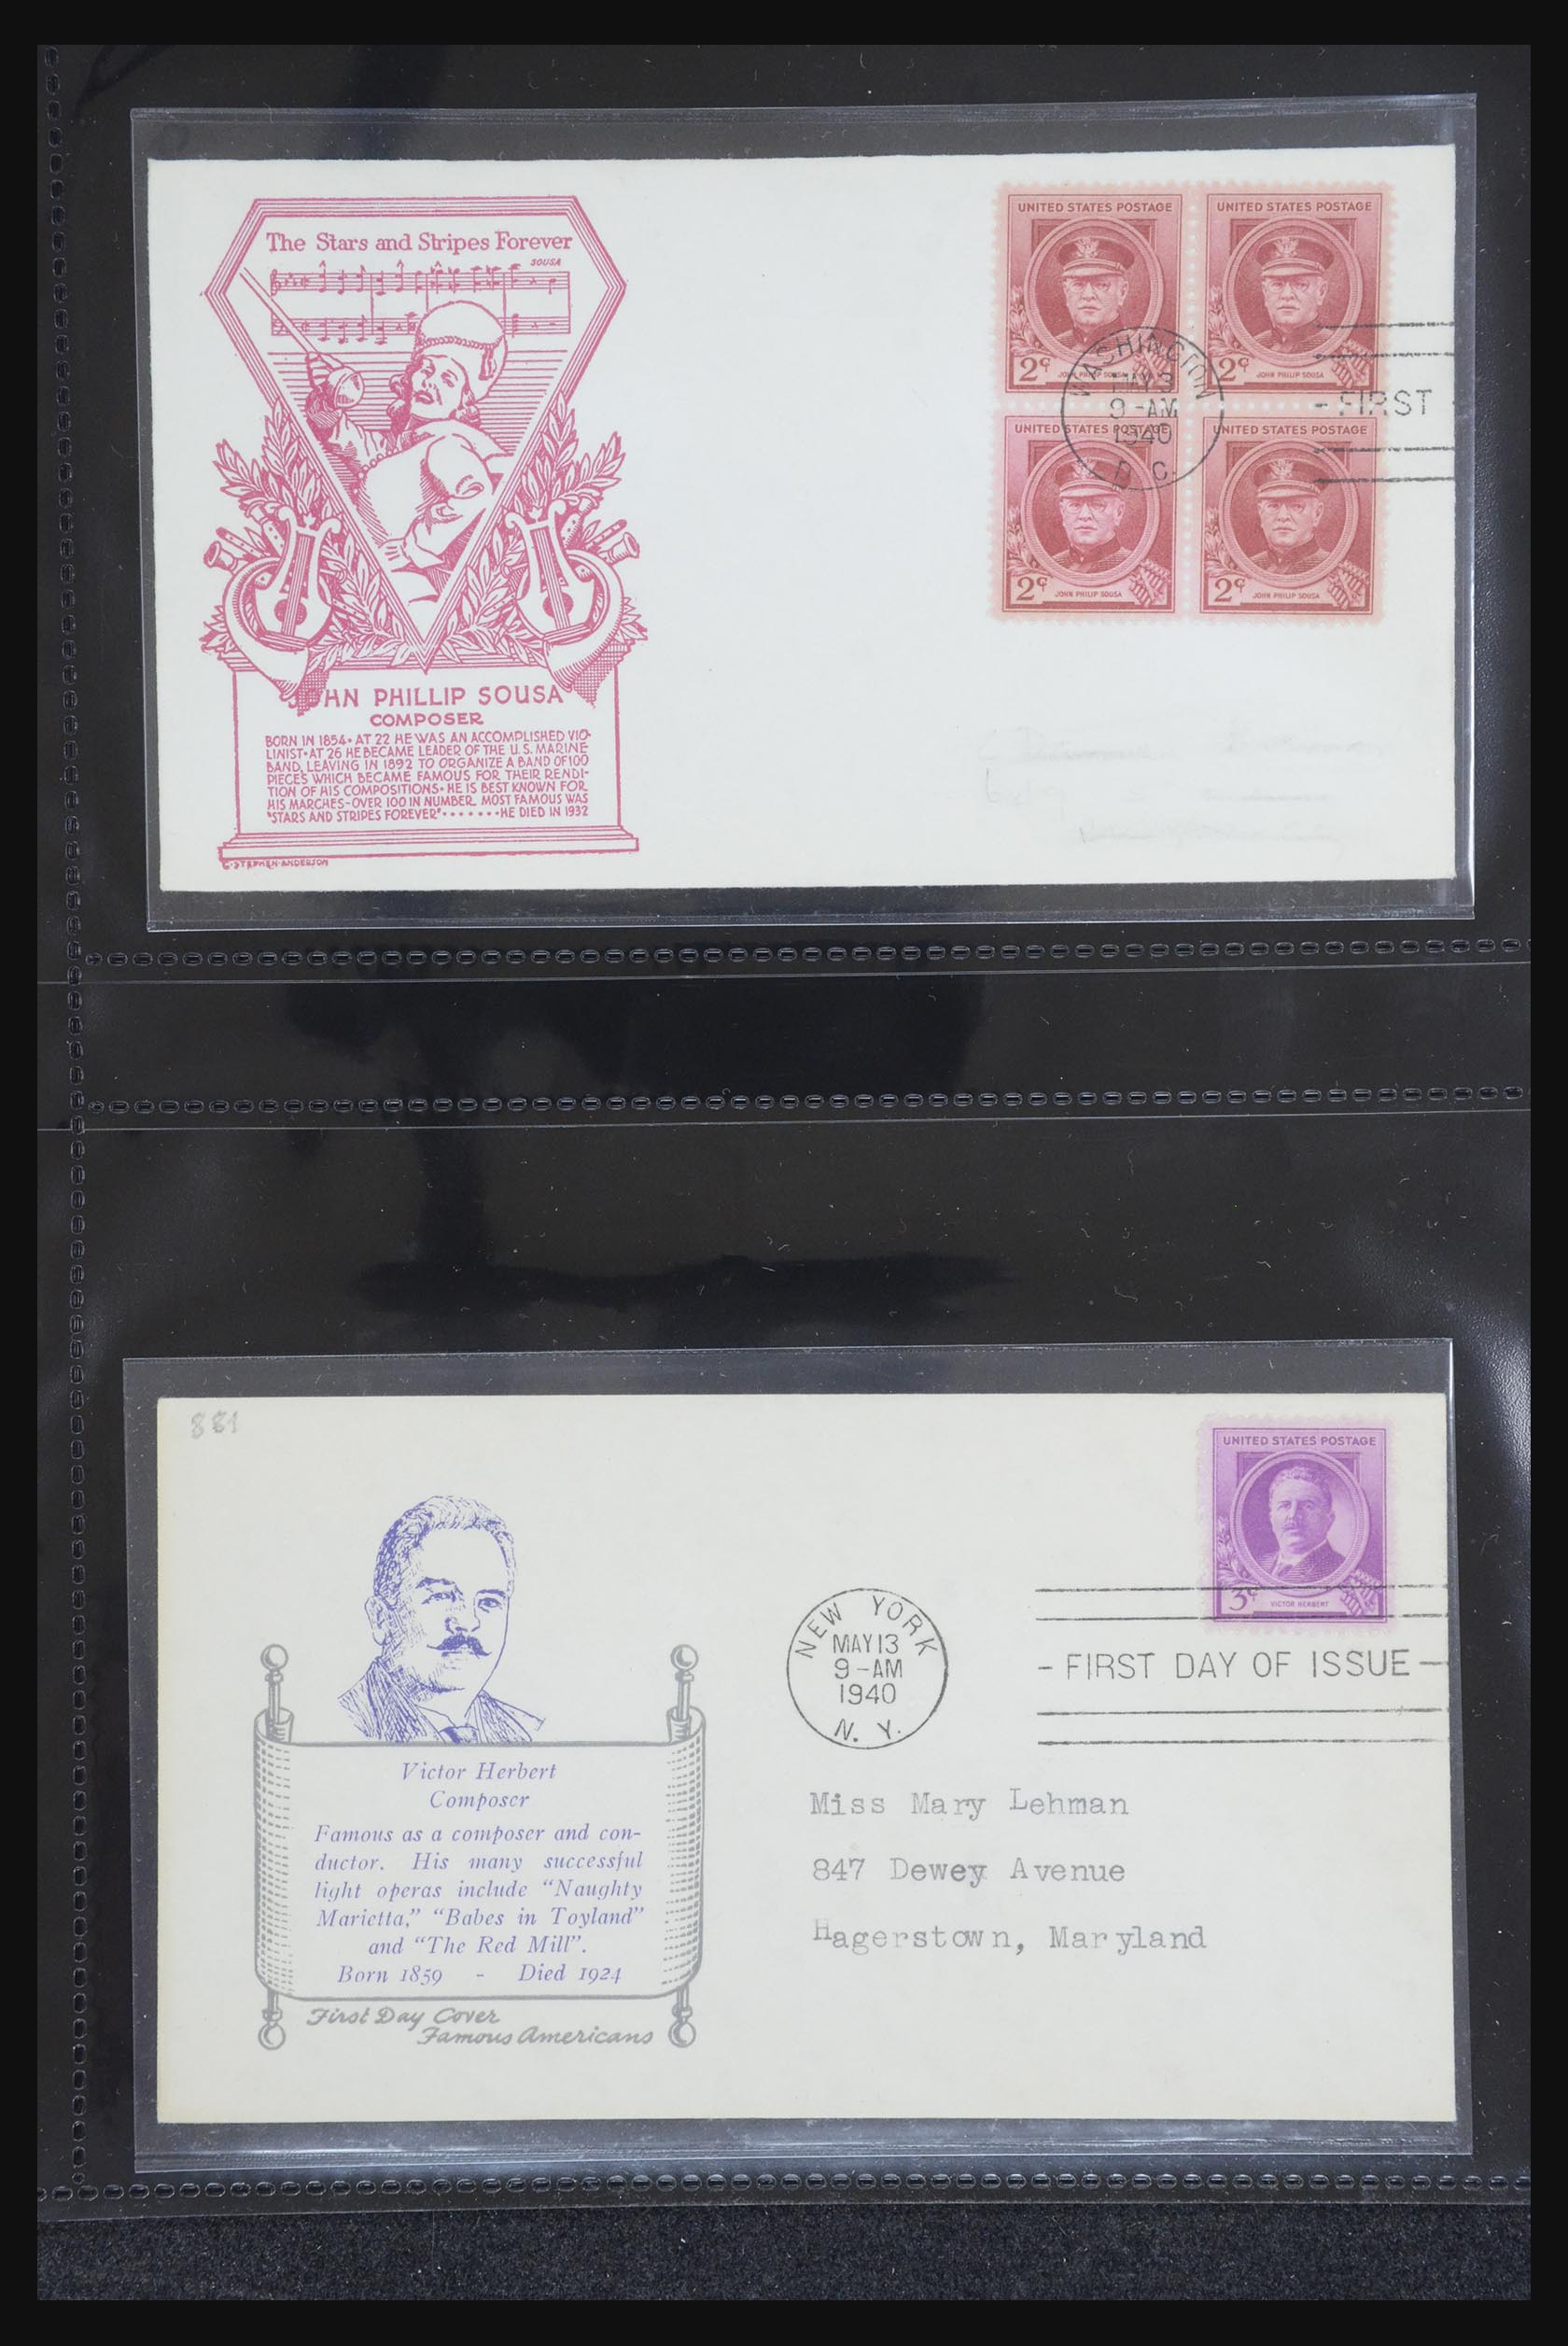 The Stars and Stripes Forever
SOUSA
JOHN PHILLIP SOUSA
COMPOSER
BORN IN 1854 • AT 22 HE WAS AN ACCOMPLISHED VIO-
LINIST • AT 26 HE BECAME LEADER OF THE U.S. MARINE
BAND, LEAVING IN 1892 TO ORGANIZE A BAND OF 100
PIECES WHICH BECAME FAMOUS FOR THEIR RENDI-
TION OF HIS COMPOSITIONS • HE IS BEST KNOWN FOR
HIS MARCHES-OVER 100 IN NUMBER. MOST FAMOUS WAS
"STARS AND STRIPES FOREVER" • • • • • • • HE DIED IN 1932
C. STEPHEN ANDERSON
UNITED STATES POSTAGE
2¢ JOHN PHILIP SOUSA
UNITED STATES POSTAGE
2¢ JOHN PHILIP SOUSA
UNITED STATES POSTAGE
2¢ JOHN PHILIP SOUSA
UNITED STATES POSTAGE
2¢ JOHN PHILIP SOUSA
WASHINGTON
MAY 3
9-AM
1940
D.C.
- FIRST
881
UNITED STATES POSTAGE
3¢ VICTOR HERBERT
NEW YORK
MAY 13
9-AM
1940
N. Y.
- FIRST DAY OF ISSUE -
Victor Herbert
Composer
Famous as a composer and con-
ductor. His many successful
light operas include "Naughty
Marietta," "Babes in Toyland"
and "The Red Mill".
Born 1859 - Died 1924
First Day Cover
Famous Americans
Miss Mary Lehman
847 Dewey Avenue
Hagerstown, Maryland